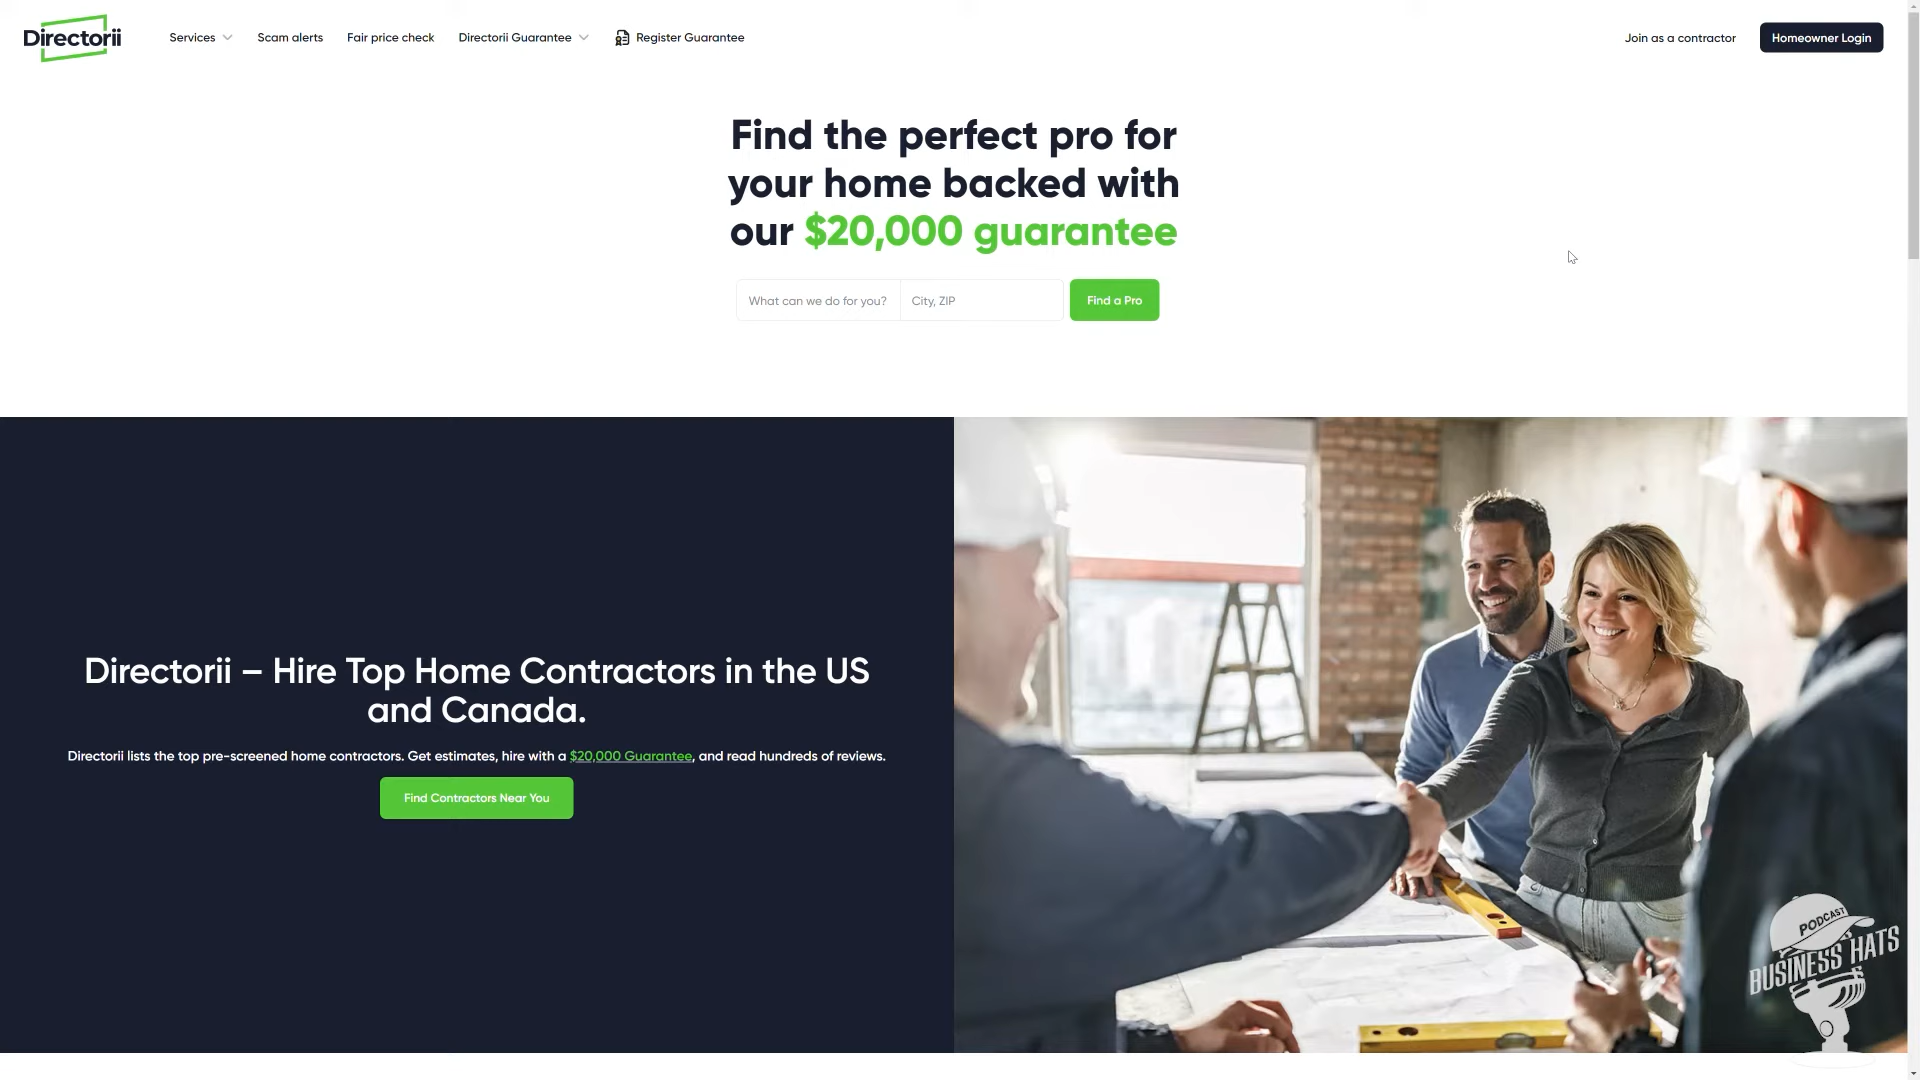 Directorii
Services
Scam alerts
Fair price check
Directorii Guarantee
Register Guarantee
Join as a contractor
Homeowner Login
Find the perfect pro for
your home backed with
our $20,000 guarantee
What can we do for you?
City, ZIP
Find a Pro
Directorii – Hire Top Home Contractors in the US
and Canada.
Directorii lists the top pre-screened home contractors. Get estimates, hire with a $20,000 Guarantee, and read hundreds of reviews.
Find Contractors Near You
PODCAST
BUSINESS HATS